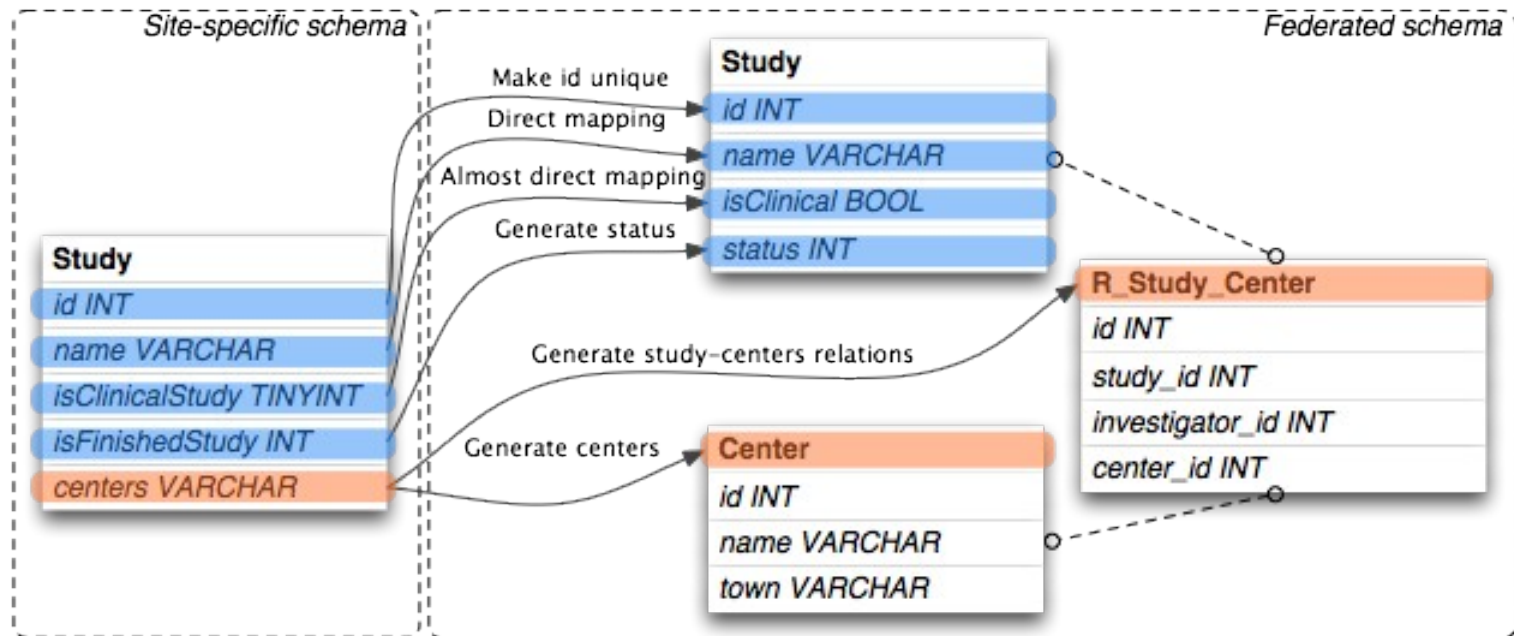 Site-specific schema
Federated schema
Study
id INT
name VARCHAR
isClinicalStudy TINYINT
isFinishedStudy INT
centers VARCHAR
Make id unique
Direct mapping
Almost direct mapping
Generate status
Generate study-centers relations
Generate centers
Study
id INT
name VARCHAR
isClinical BOOL
status INT
Center
id INT
name VARCHAR
town VARCHAR
R_Study_Center
id INT
study_id INT
investigator_id INT
center_id INT